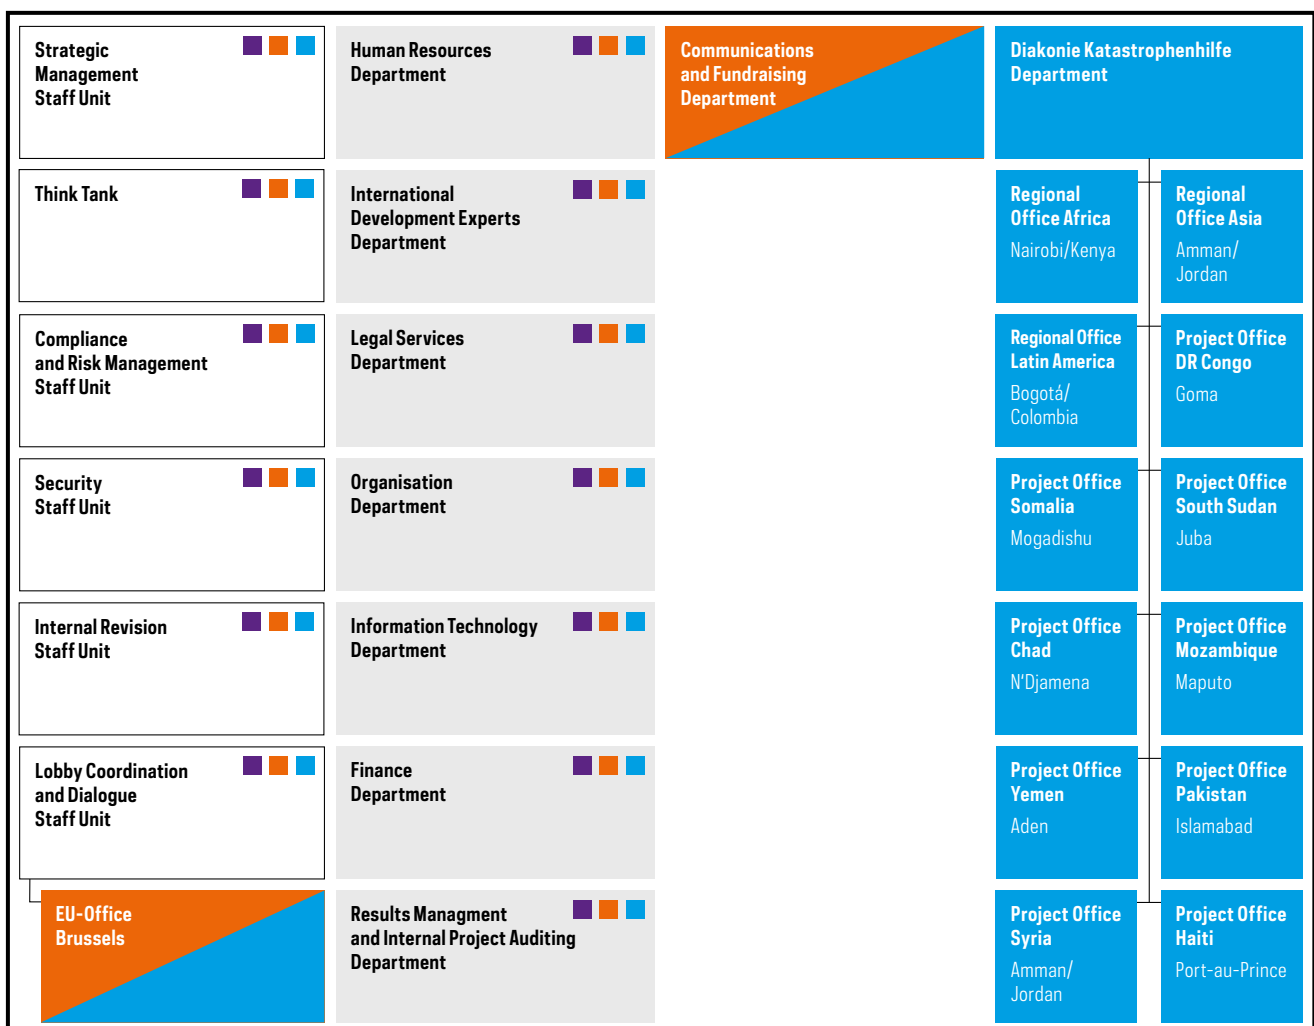 Strategic
Management
Staff Unit
Human Resources
Department
Communications
and Fundraising
Department
Diakonie Katastrophenhilfe
Department
Think Tank
International
Development Experts
Department
Regional
Office Africa
Nairobi/Kenya
Regional
Office Asia
Amman/
Jordan
Compliance
and Risk Management
Staff Unit
Legal Services
Department
Regional Office
Latin America
Bogotá/
Colombia
Project Office
DR Congo
Goma
Security
Staff Unit
Organisation
Department
Project Office
Somalia
Mogadishu
Project Office
South Sudan
Juba
Internal Revision
Staff Unit
Information Technology
Department
Project Office
Chad
N'Djamena
Project Office
Mozambique
Maputo
Lobby Coordination
and Dialogue
Staff Unit
Finance
Department
Project Office
Yemen
Aden
Project Office
Pakistan
Islamabad
EU-Office
Brussels
Results Managment
and Internal Project Auditing
Department
Project Office
Syria
Amman/
Jordan
Project Office
Haiti
Port-au-Prince